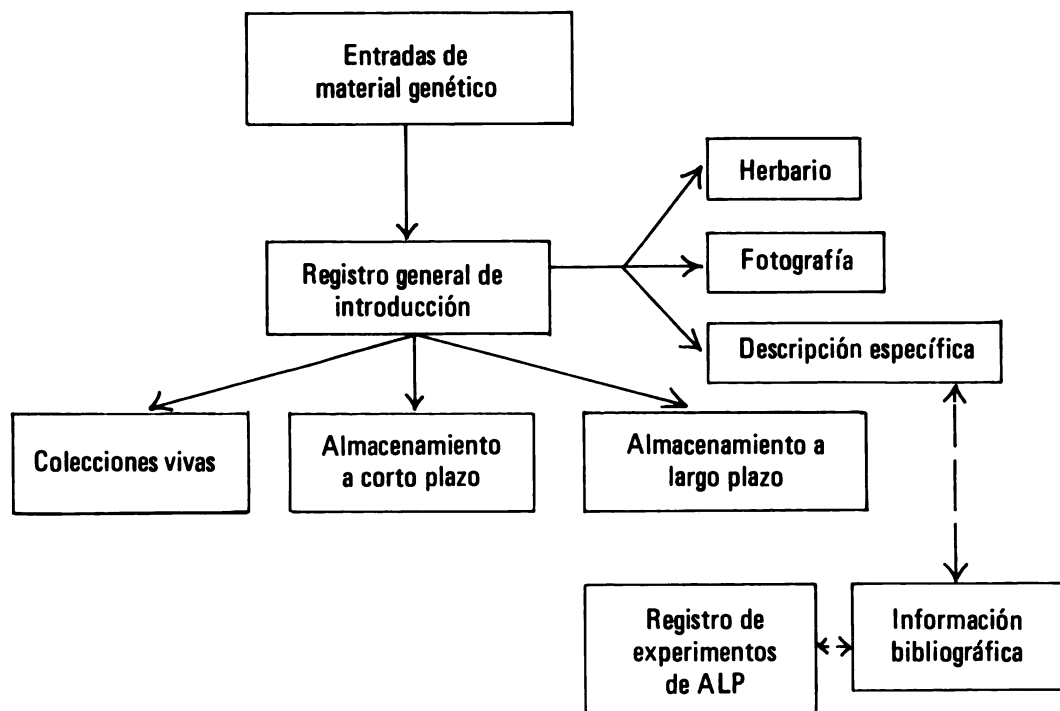 Entradas de
material genético
Herbario
Registro general de
introducción
Fotografía
Descripción específica
Colecciones vivas
Almacenamiento
a corto plazo
Almacenamiento a
largo plazo
Registro de
experimentos
de ALP
Información
bibliográfica